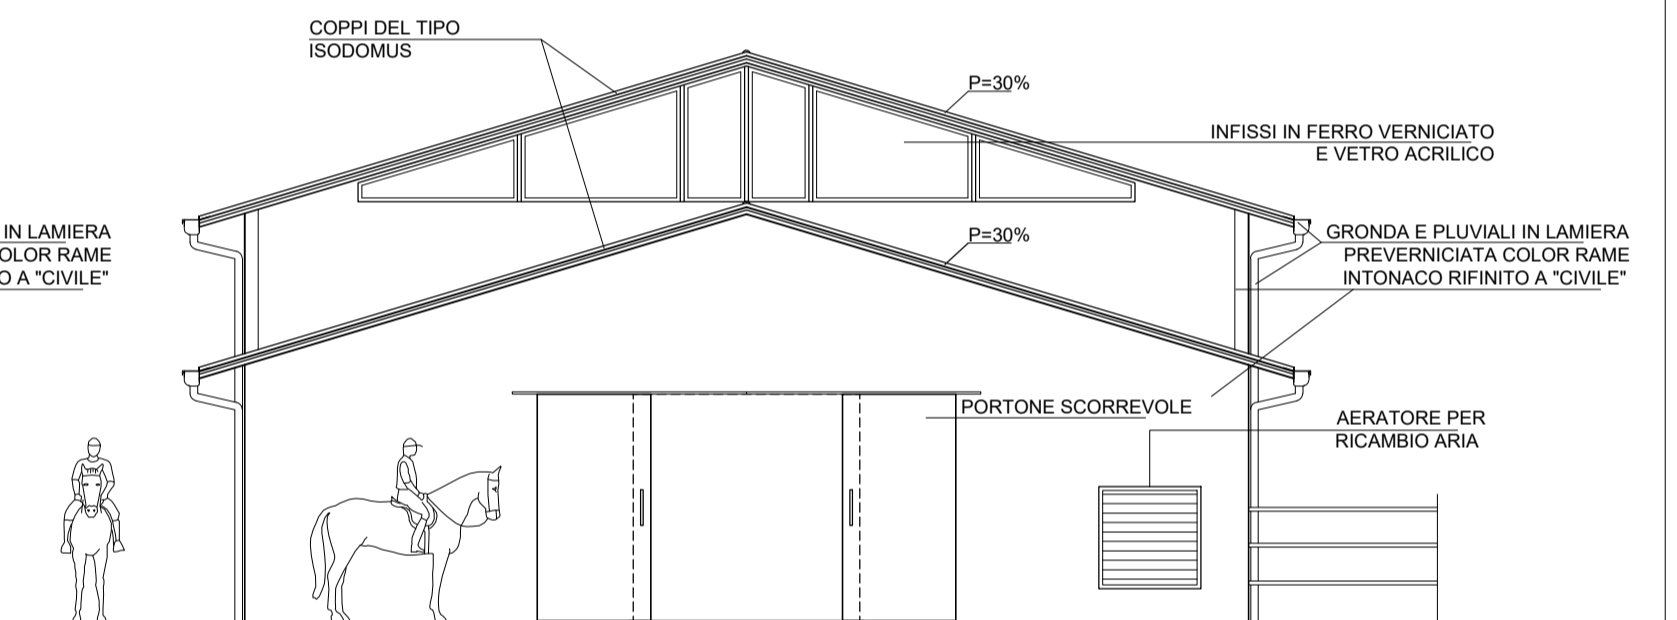 COPPI DEL TIPO
ISODOMUS
P=30%
INFISSI IN FERRO VERNICIATO
E VETRO ACRILICO
IN LAMIERA
OLOR RAME
O A "CIVILE"
P=30%
GRONDA E PLUVIALI IN LAMIERA
PREVERNICIATA COLOR RAME
INTONACO RIFINITO A "CIVILE"
PORTONE SCORREVOLE
AERATORE PER
RICAMBIO ARIA